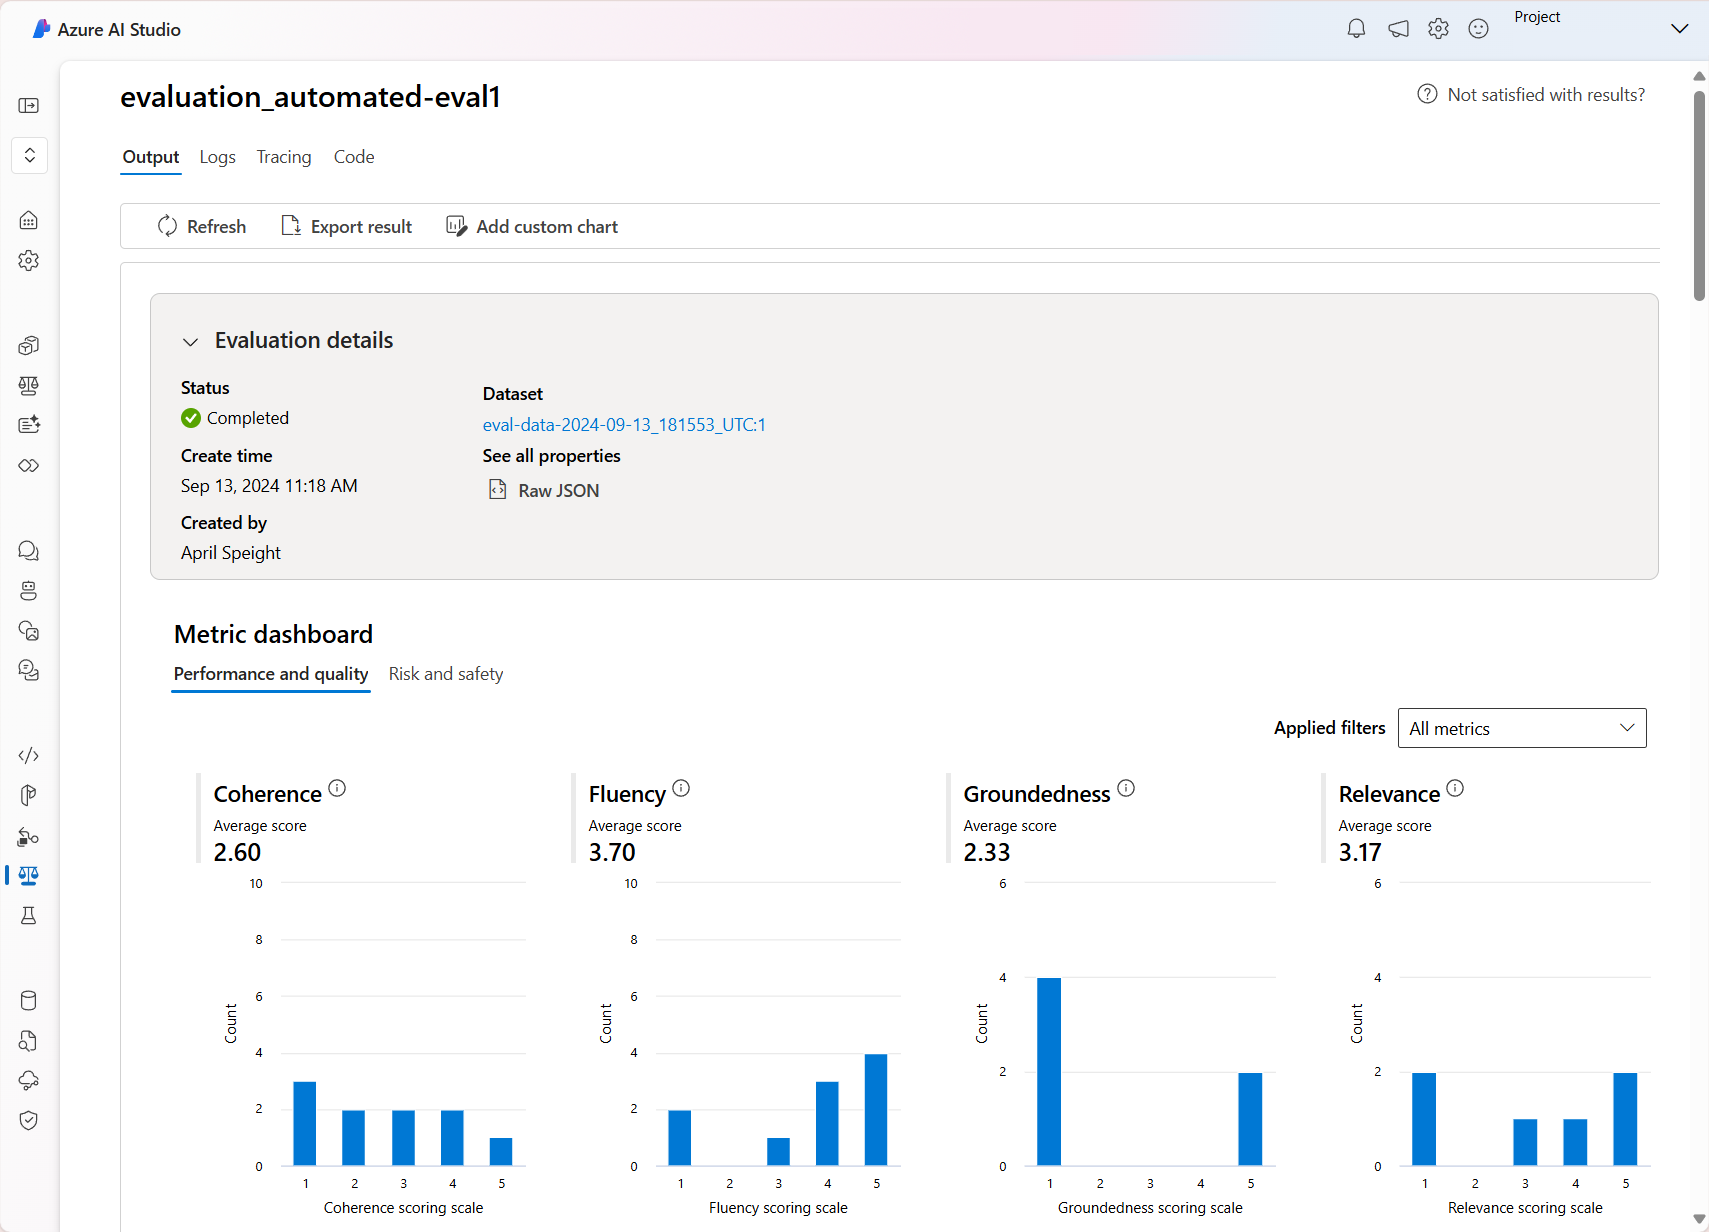 Azure AI Studio
Project
evaluation_automated-eval1
Not satisfied with results?
Output Logs Tracing Code
Refresh Export result Add custom chart
Evaluation details
Status
Completed
Create time
Sep 13, 2024 11:18 AM
Created by
April Speight
Dataset
eval-data-2024-09-13_181553_UTC:1
See all properties
Raw JSON
Metric dashboard
Performance and quality Risk and safety
Applied filters All metrics
Coherence
Average score
2.60
10
8
6
4
2
0
Count
1 2 3 4 5
Coherence scoring scale
Fluency
Average score
3.70
10
8
6
4
2
0
Count
1 2 3 4 5
Fluency scoring scale
Groundedness
Average score
2.33
6
4
2
0
Count
1 2 3 4 5
Groundedness scoring scale
Relevance
Average score
3.17
6
4
2
0
Count
1 2 3 4 5
Relevance scoring scale